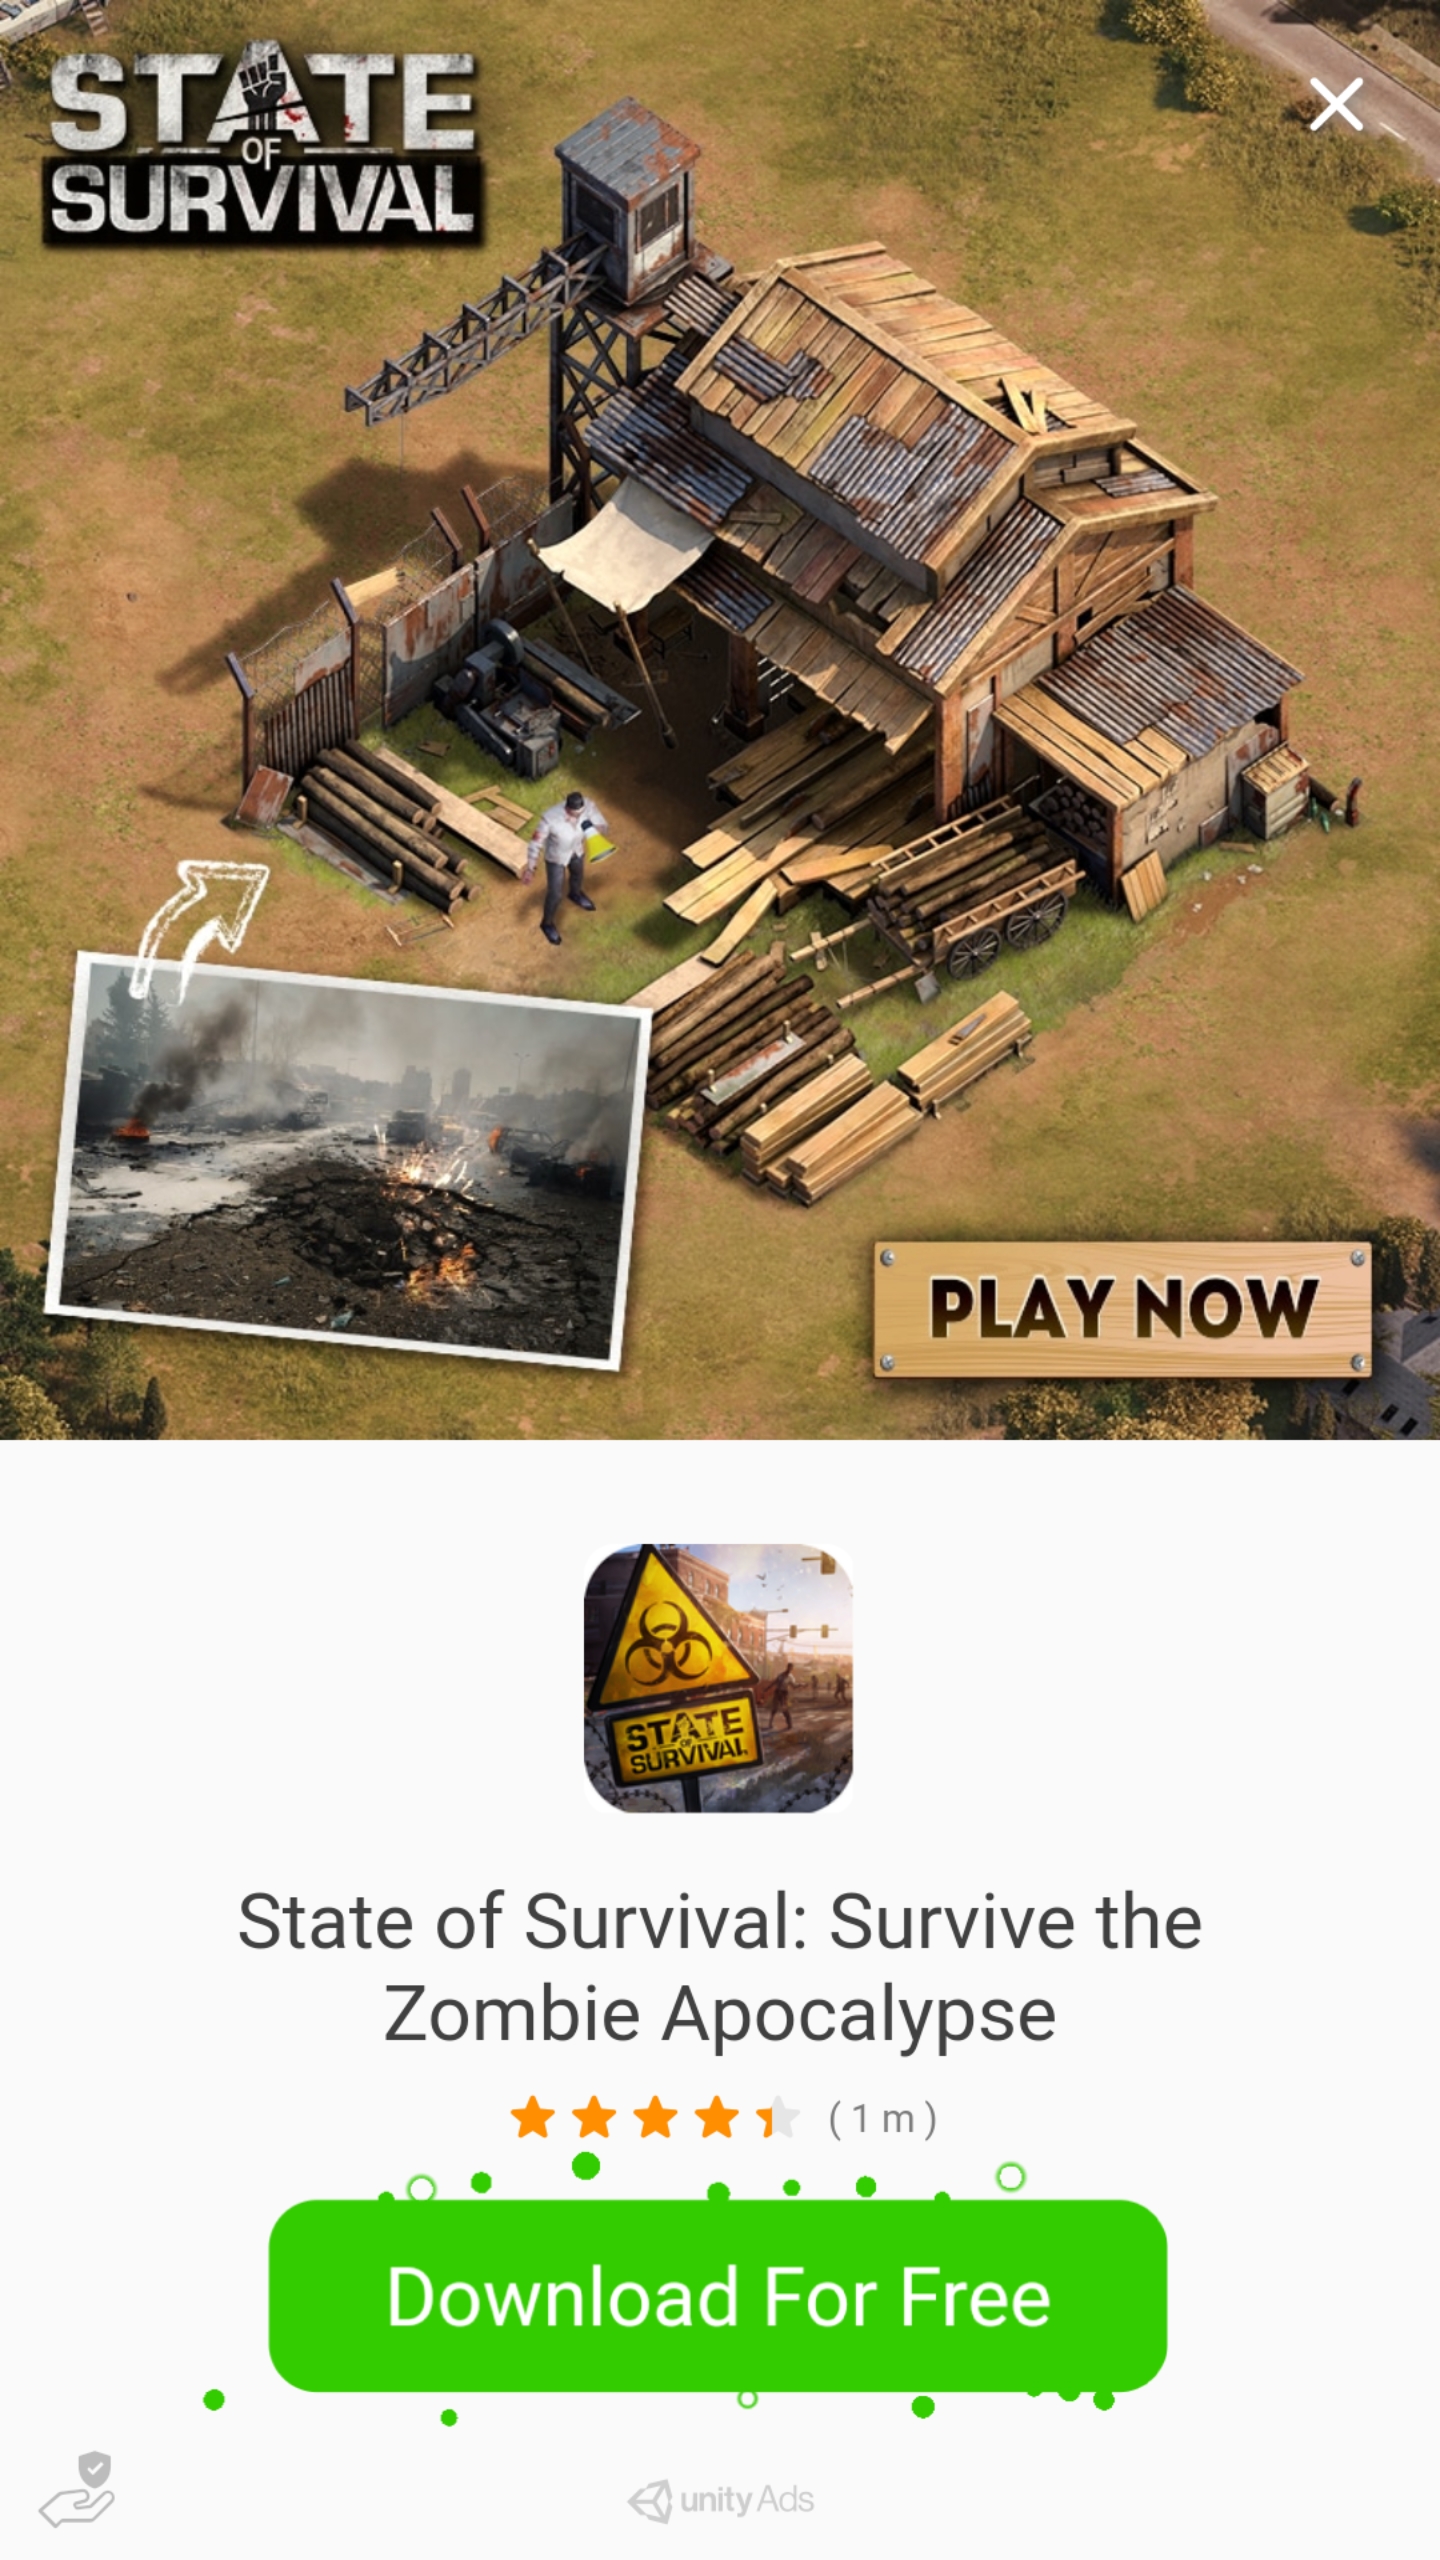 STATE
OF
SURVIVAL
PLAY NOW
STATE
OF
SURVIVAL
State of Survival: Survive the
Zombie Apocalypse
( 1 m )
Download For Free
unity Ads